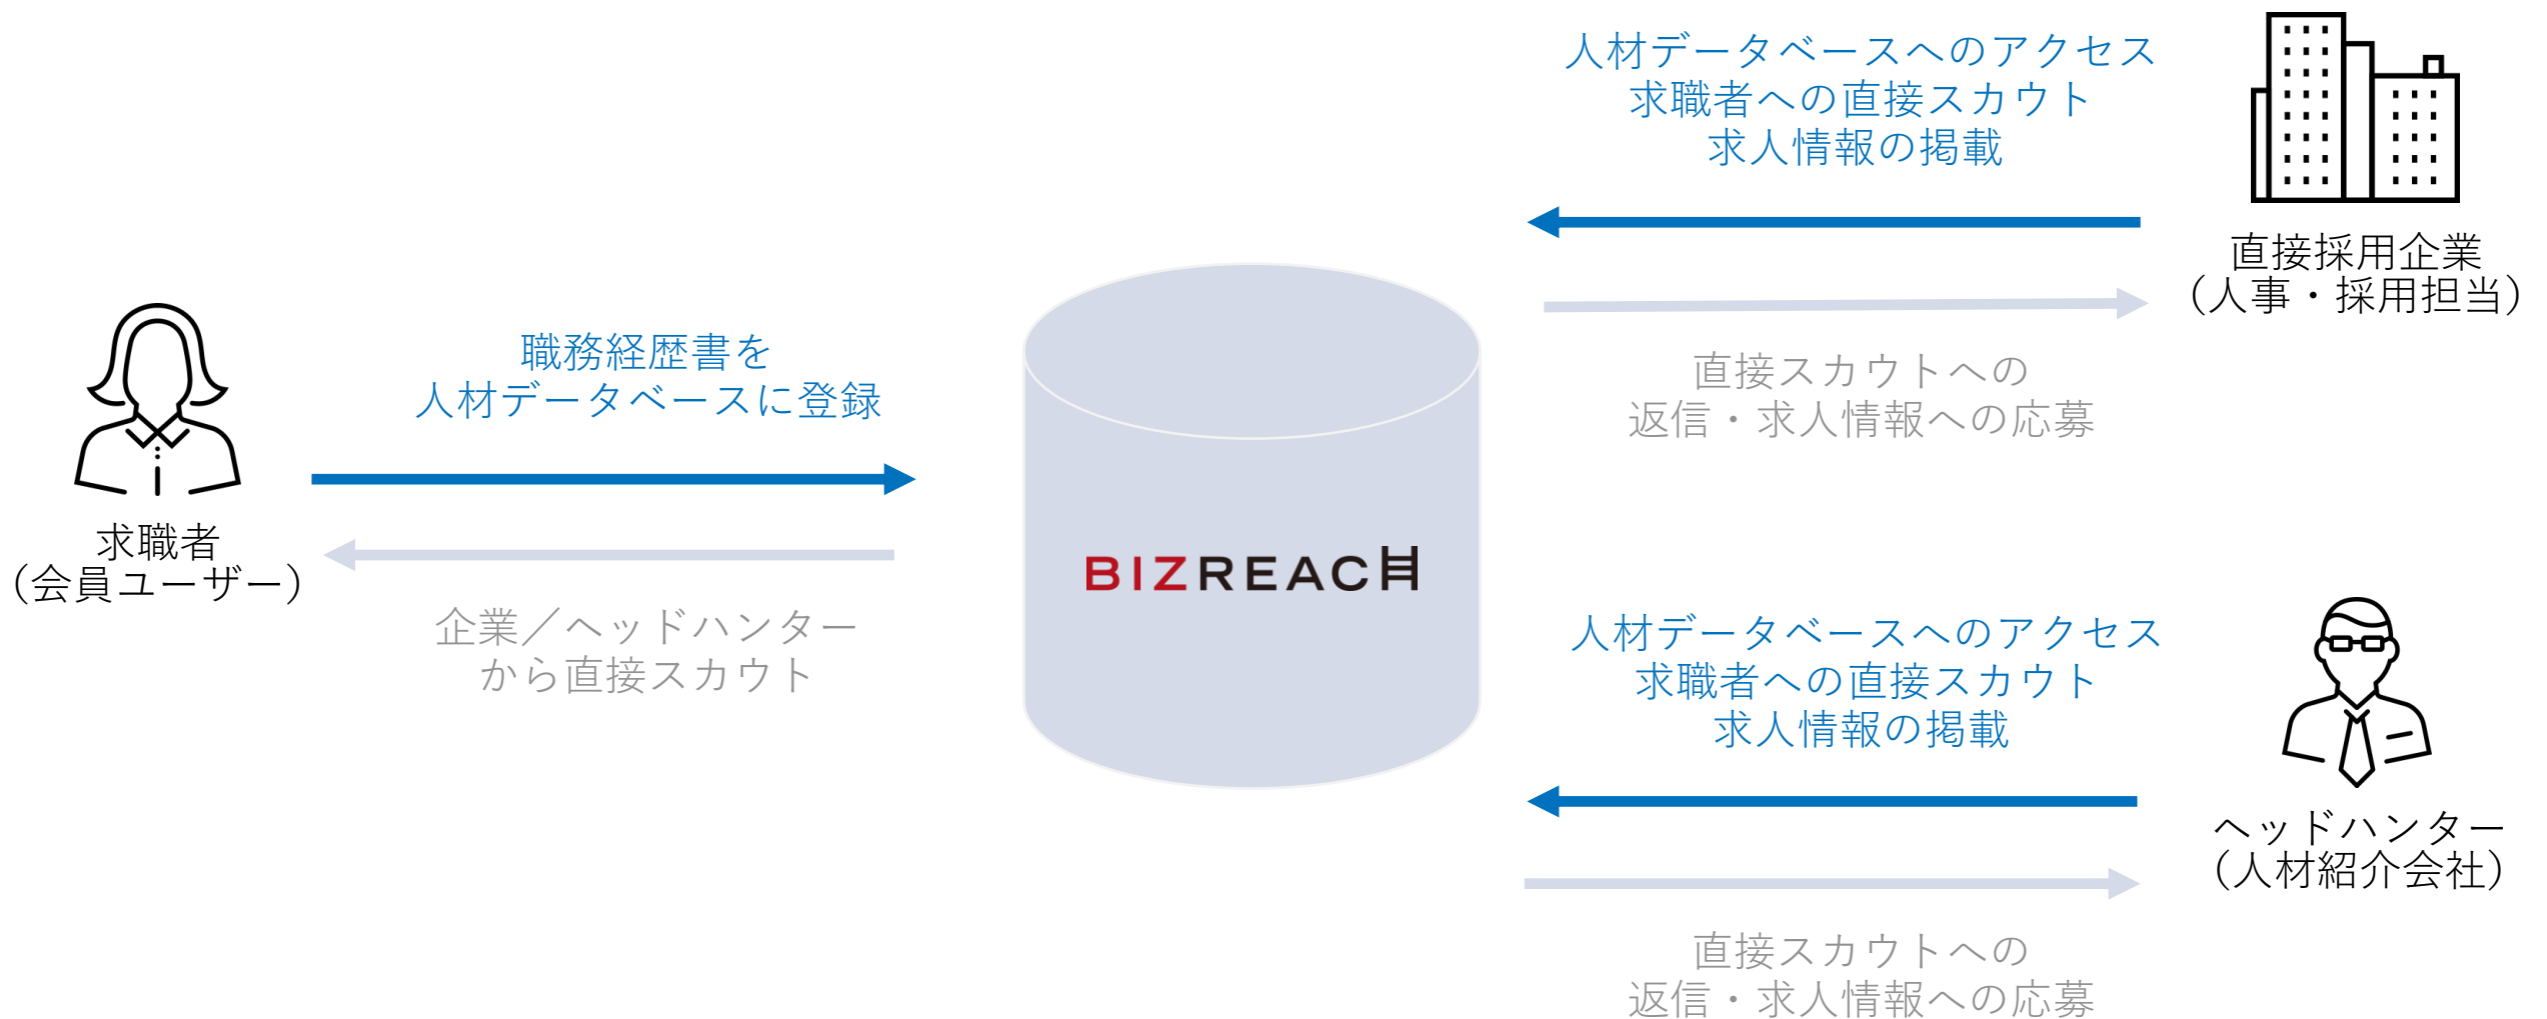 人材データベースへのアクセス
求職者への直接スカウト
求人情報の掲載
直接採用企業
（人事・採用担当）
直接スカウトへの
返信・求人情報への応募
職務経歴書を
人材データベースに登録
求職者
（会員ユーザー）
企業／ヘッドハンター
から直接スカウト
BIZREACH
人材データベースへのアクセス
求職者への直接スカウト
求人情報の掲載
ヘッドハンター
（人材紹介会社）
直接スカウトへの
返信・求人情報への応募